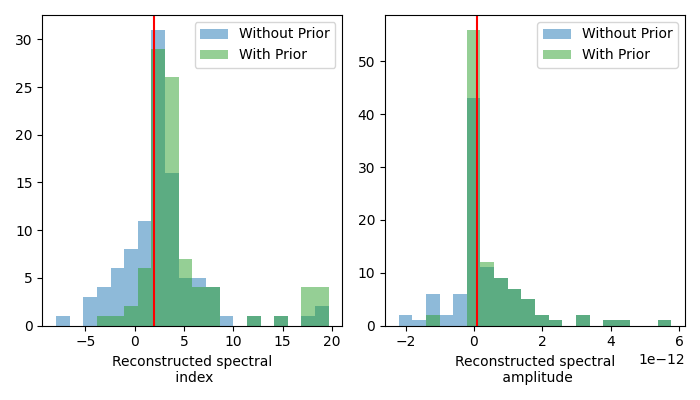 Without Prior
With Prior
30
25
20
15
10
5
0
−5
0
5
10
15
20
Reconstructed spectral
index
Without Prior
With Prior
50
40
30
20
10
0
−2
0
2
4
6
1e−12
Reconstructed spectral
amplitude